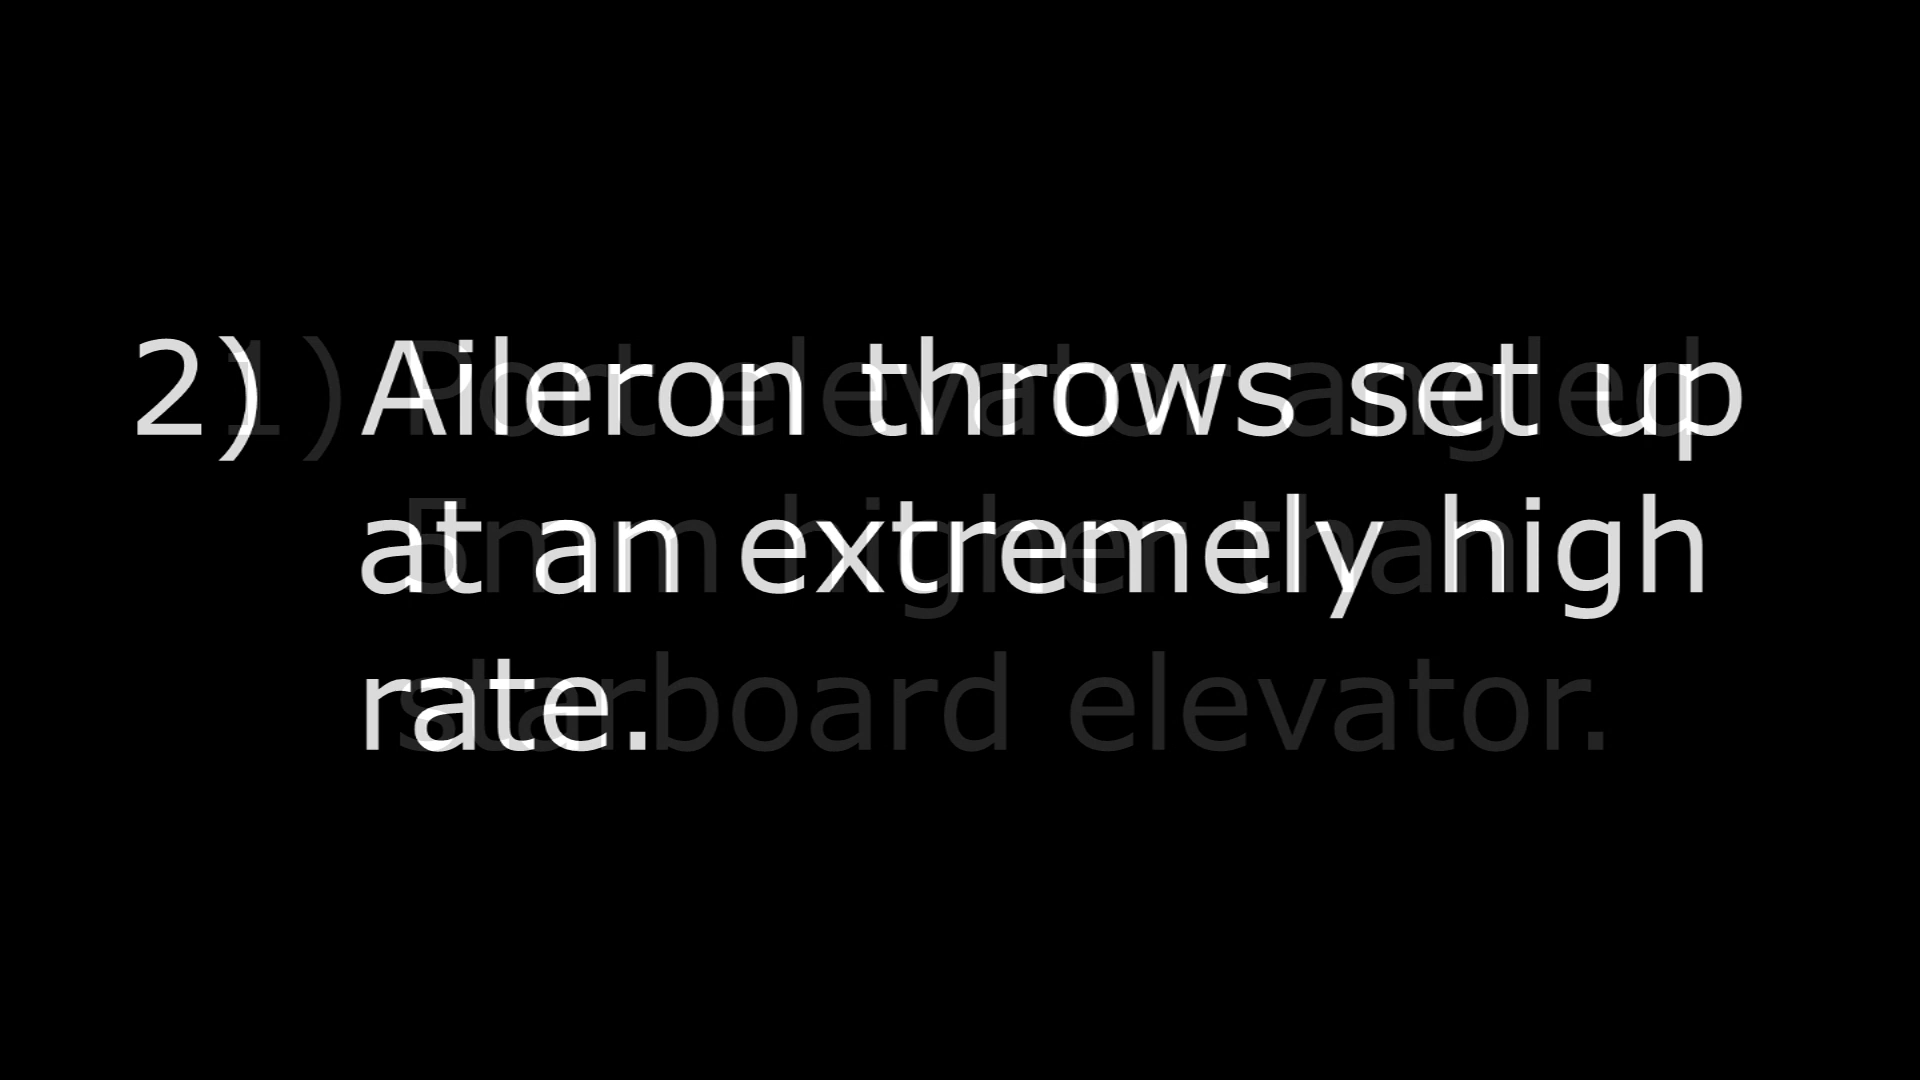 2) Aileron throws set up
at an extremely high
rate.
1) Port elevator angled
5mm higher than
starboard elevator.